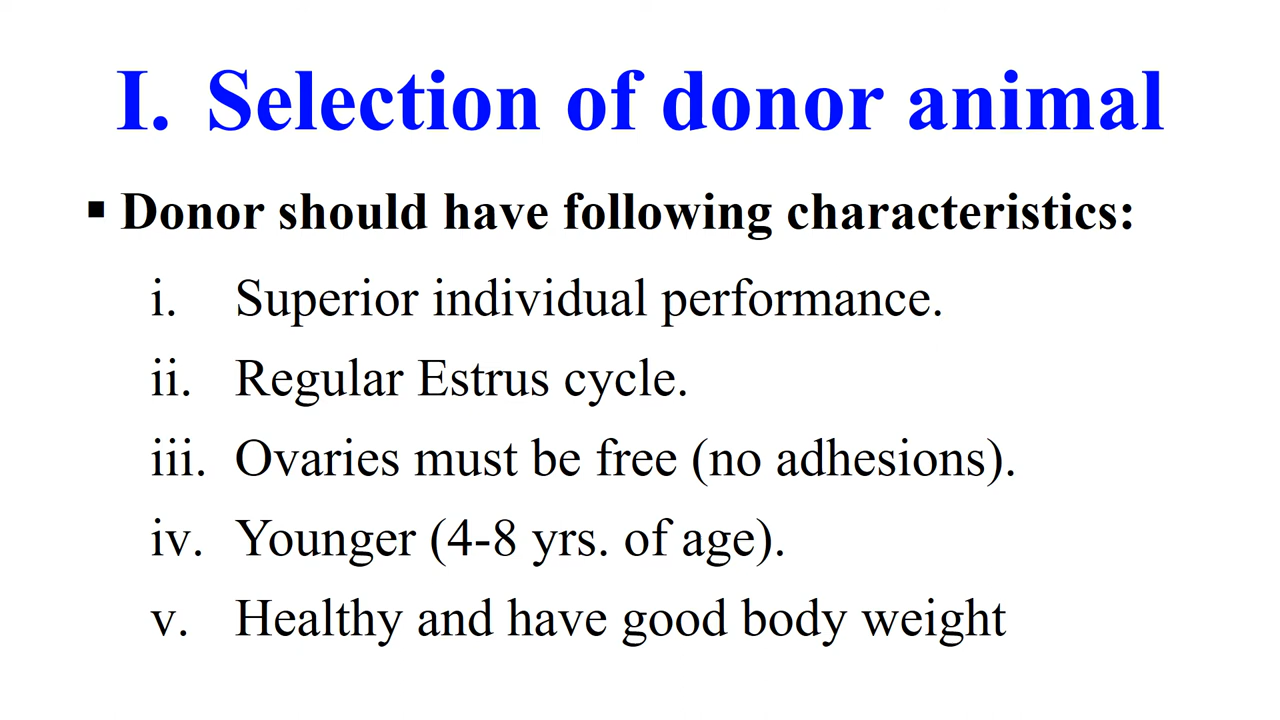 I. Selection of donor animal
▪ Donor should have following characteristics:
i. Superior individual performance.
ii. Regular Estrus cycle.
iii. Ovaries must be free (no adhesions).
iv. Younger (4-8 yrs. of age).
v. Healthy and have good body weight